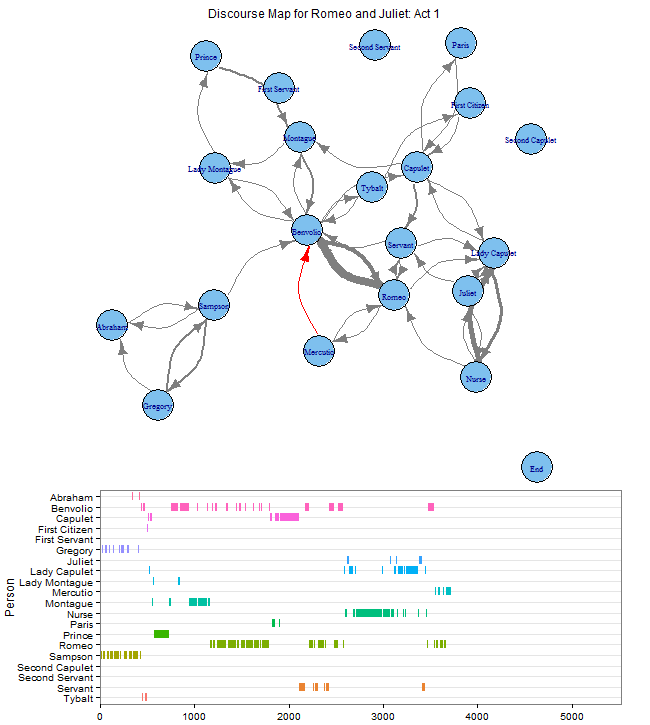 Discourse Map for Romeo and Juliet: Act 1
Second Servant
Paris
Prince
First Servant
First Citizen
Montague
Second Capulet
Lady Montague
Capulet
Tybalt
Benvolio
Servant
Lady Capulet
Juliet
Romeo
Sampson
Abraham
Mercutio
Nurse
Gregory
End
Person
Abraham
Benvolio
Capulet
First Citizen
First Servant
Gregory
Juliet
Lady Capulet
Lady Montague
Mercutio
Montague
Nurse
Paris
Prince
Romeo
Sampson
Second Capulet
Second Servant
Servant
Tybalt
0 1000 2000 3000 4000 5000